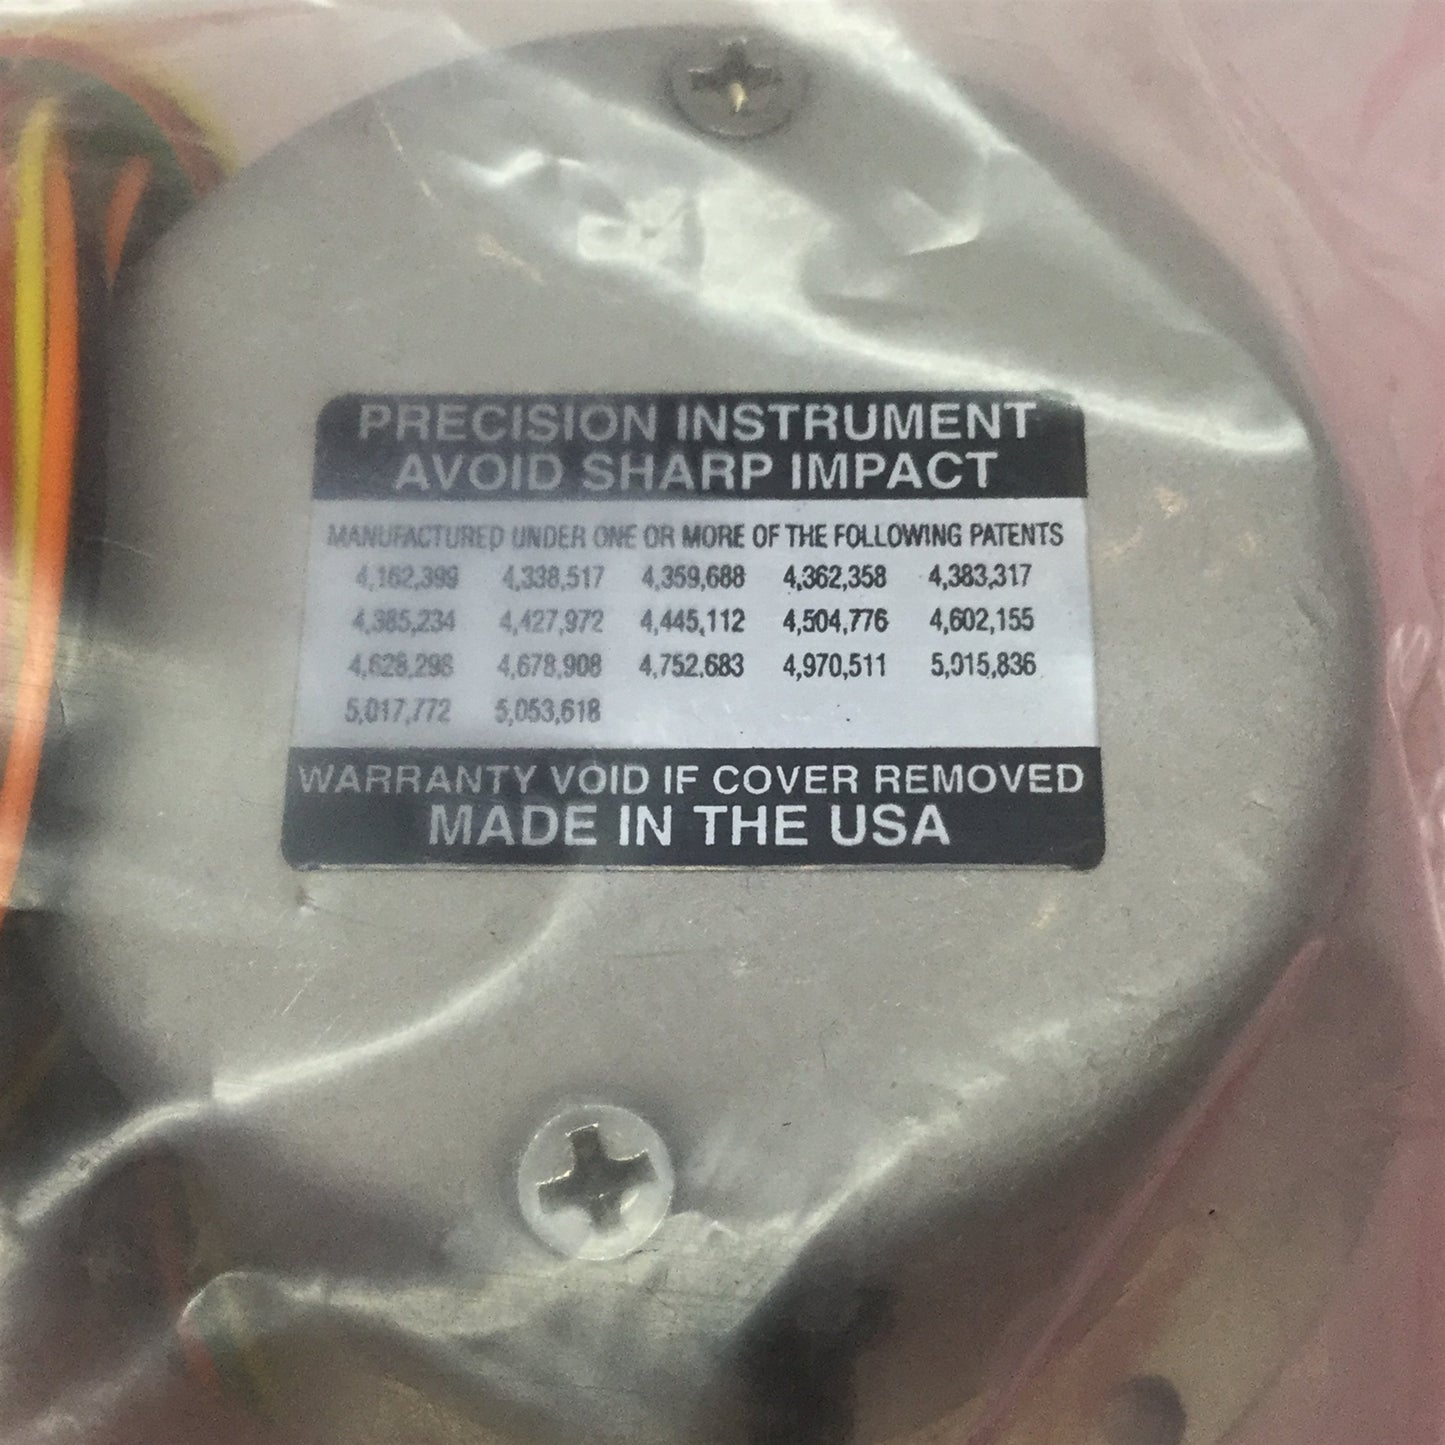 PRECISION INSTRUMENT
AVOID SHARP IMPACT
MANUFACTURED UNDER ONE OR MORE OF THE FOLLOWING PATENTS
4,162,399 4,338,517 4,359,688 4,362,358 4,383,317
4,385,234 4,427,972 4,445,112 4,504,776 4,602,155
4,628,298 4,678,908 4,752,683 4,970,511 5,015,836
5,017,772 5,053,618
WARRANTY VOID IF COVER REMOVED
MADE IN THE USA